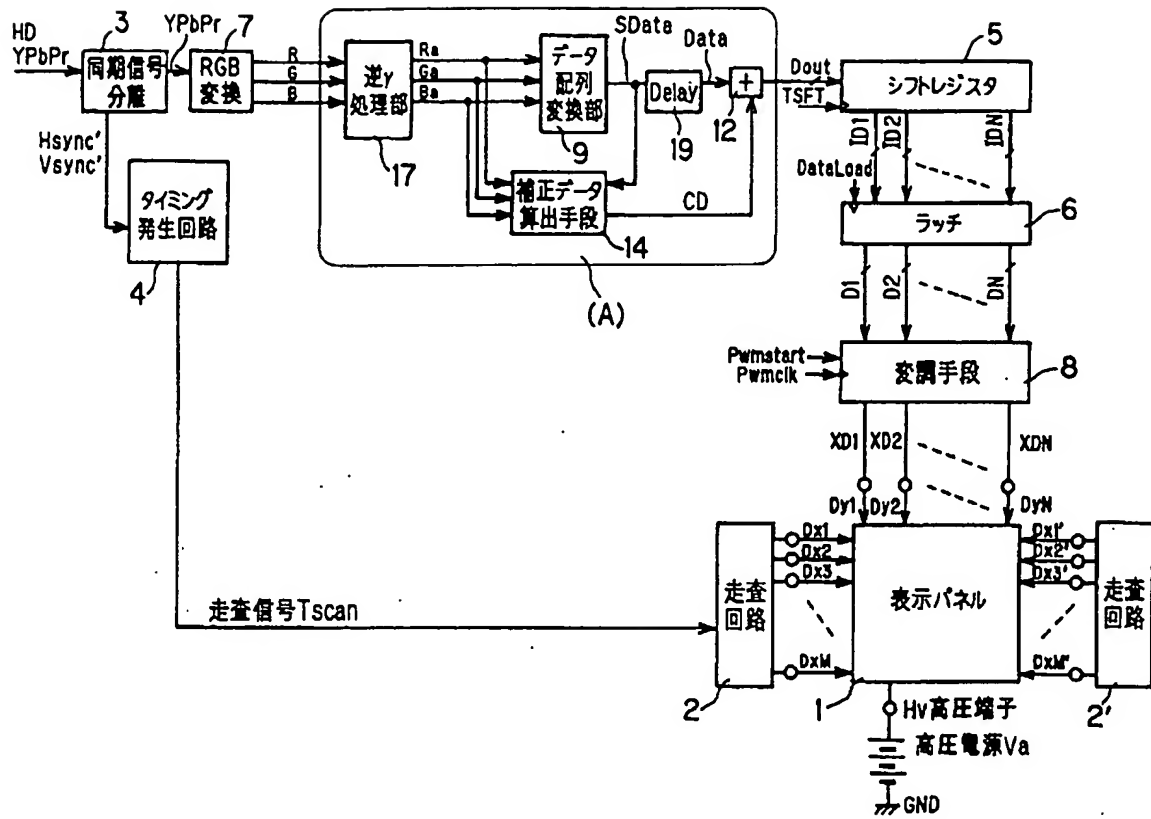 HD
YPbPr
3
YPbPr
7
同期信号
分離
RGB
変換
R
G
B
逆γ
処理部
17
Ra
Ga
Ba
データ
配列
変換部
9
SData
Delay
19
Data
+
12
補正データ
算出手段
14
CD
(A)
Hsync'
Vsync'
タイミング
発生回路
4
Dout
TSFT
5
シフトレジスタ
ID1
ID2
IDN
DataLoad
ラッチ
6
D1
D2
DN
Pwmstart
Pwmclk
変調手段
8
XD1
XD2
XDN
Dy1
Dy2
DyN
走査信号Tscan
走査
回路
2
Dx1
Dx2
Dx3
DxM
表示パネル
1
Dx1'
Dx2'
Dx3'
DxM'
走査
回路
2'
Hv高圧端子
高圧電源Va
GND